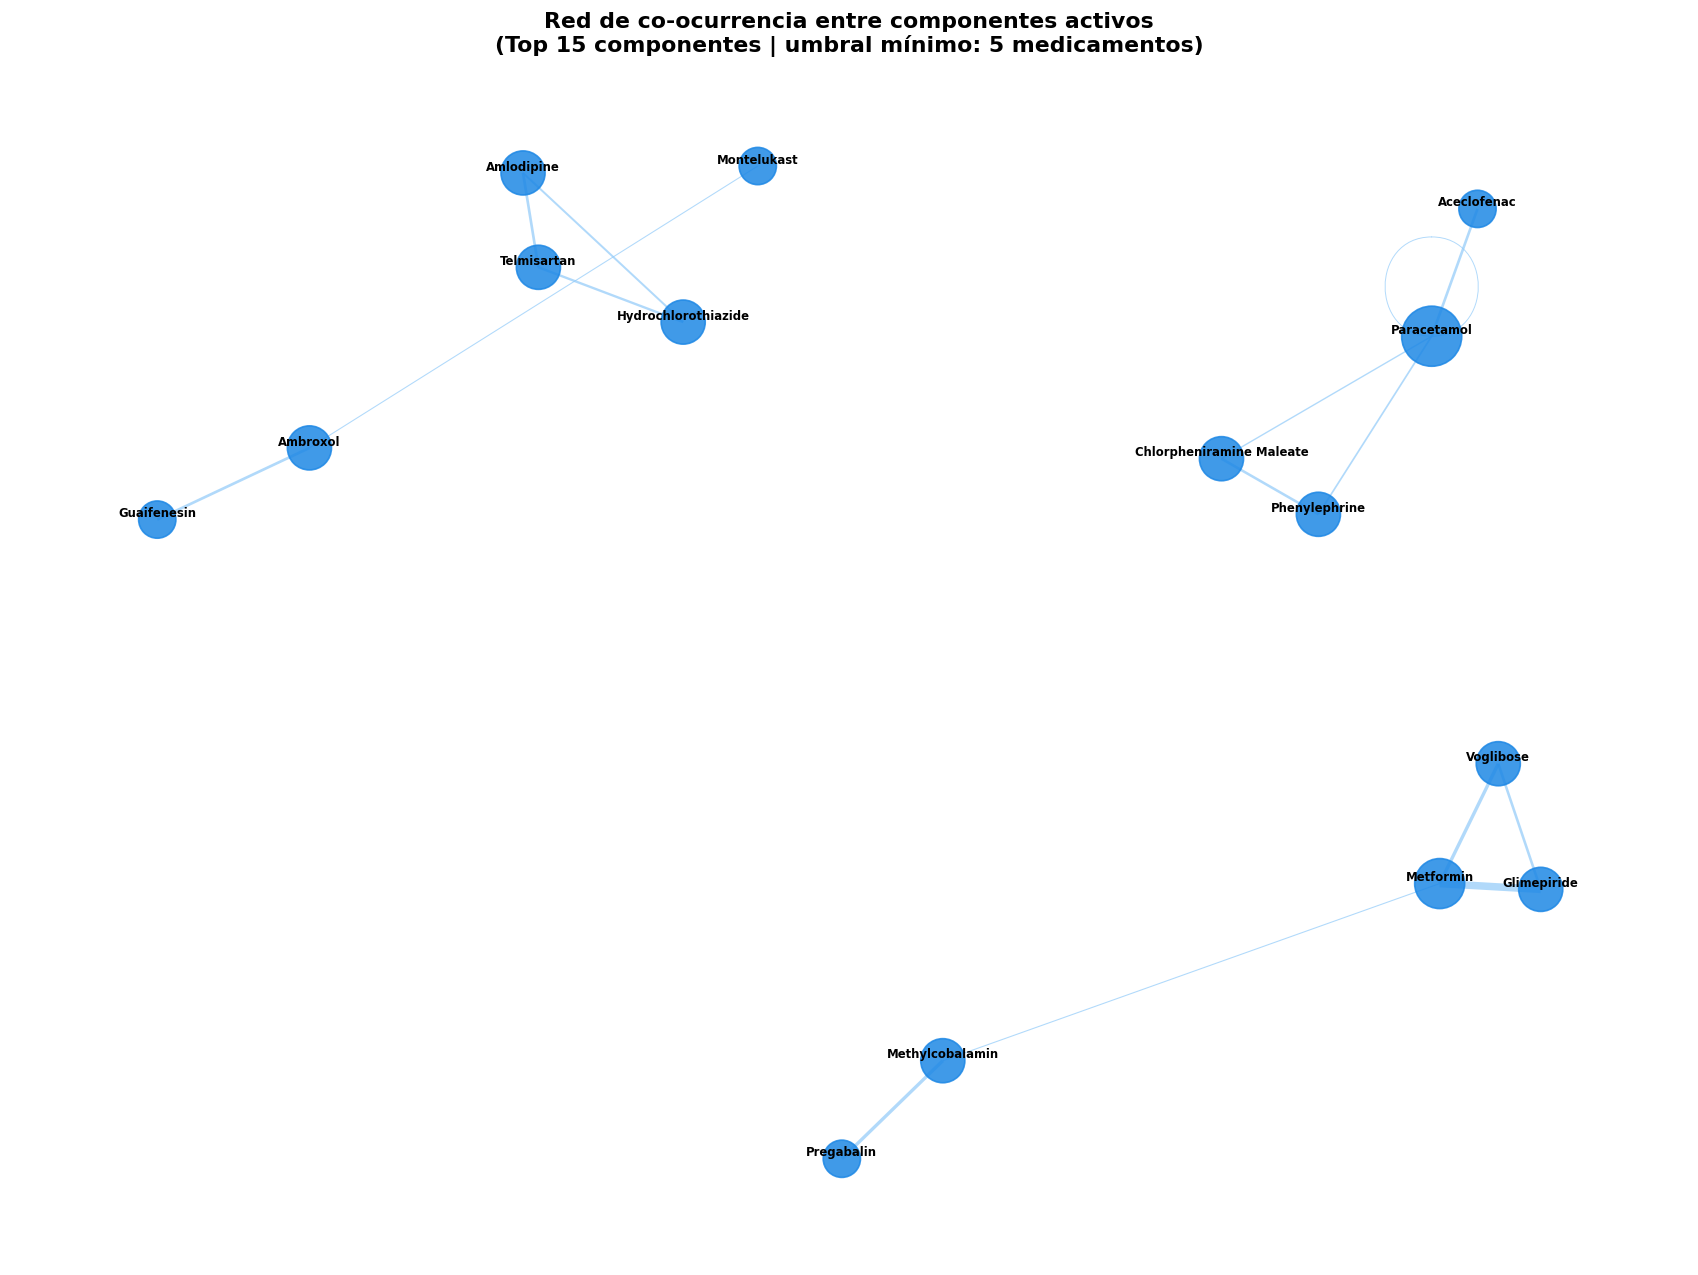 Red de co-ocurrencia entre componentes activos
(Top 15 componentes | umbral mínimo: 5 medicamentos)
Amlodipine
Montelukast
Aceclofenac
Telmisartan
Hydrochlorothiazide
Paracetamol
Ambroxol
Chlorpheniramine Maleate
Guaifenesin
Phenylephrine
Voglibose
Metformin
Glimepiride
Methylcobalamin
Pregabalin